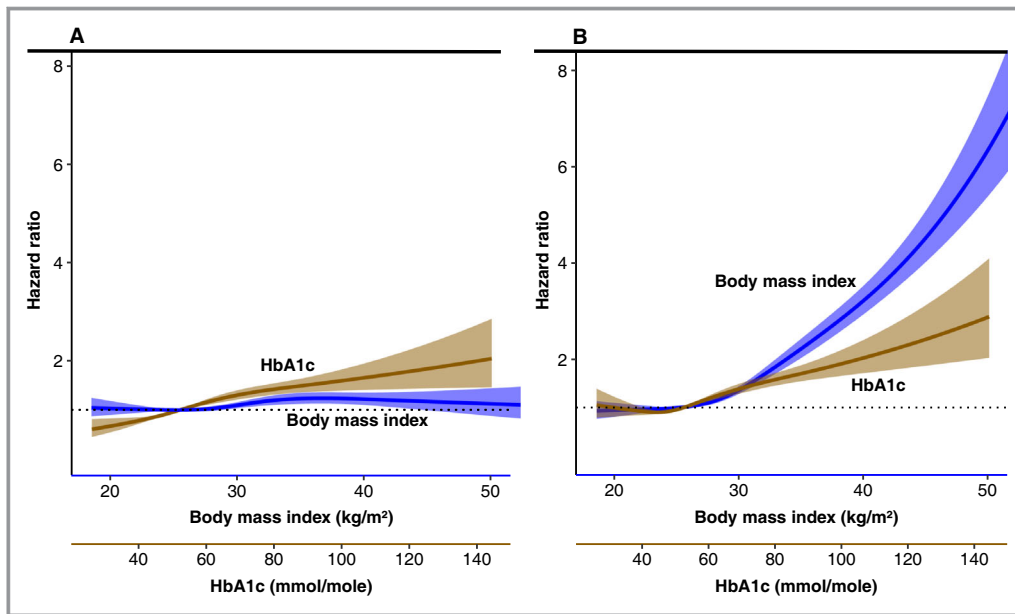 A
Hazard ratio
8
6
4
2
HbA1c
Body mass index
20 30 40 50
Body mass index (kg/m²)
40 60 80 100 120 140
HbA1c (mmol/mole)
B
Hazard ratio
8
6
4
2
Body mass index
HbA1c
20 30 40 50
Body mass index (kg/m²)
40 60 80 100 120 140
HbA1c (mmol/mole)